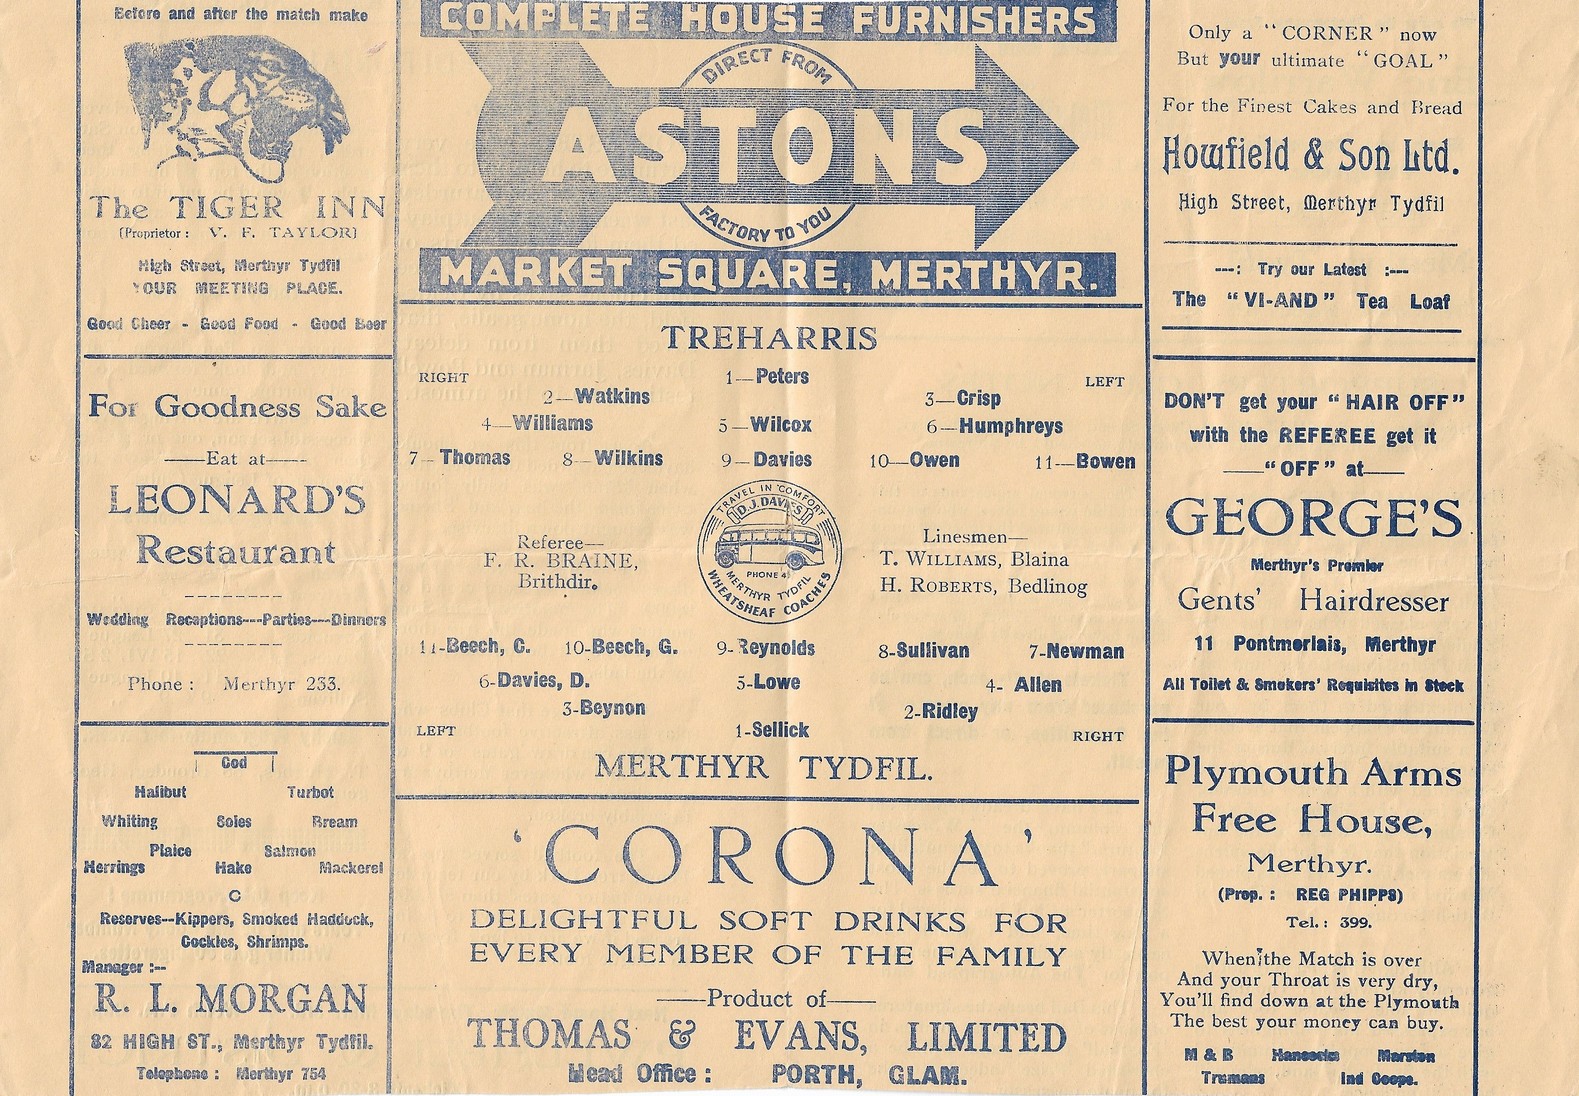 Before and after the match make
The TIGER INN
(Proprietor : V. F. TAYLOR)
High Street, Merthyr Tydfil
YOUR MEETING PLACE.
Good Cheer - Good Food - Good Beer
For Goodness Sake
Eat at
LEONARD'S
Restaurant
Wedding Receptions---Parties---Dinners
Phone : Merthyr 233.
God
Halibut Turbot
Whiting Soles Bream
Plaice Salmon
Herrings Hake Mackerel
C
Reserves--Kippers, Smoked Haddock,
Cockles, Shrimps.
Manager :--
R. L. MORGAN
82 HIGH ST., Merthyr Tydfil.
Telephone : Merthyr 754
COMPLETE HOUSE FURNISHERS
DIRECT FROM
ASTONS
FACTORY TO YOU
MARKET SQUARE, MERTHYR.
TREHARRIS
RIGHT 1—Peters LEFT
2—Watkins 3—Crisp
4—Williams 5—Wilcox 6—Humphreys
7—Thomas 8—Wilkins 9—Davies 10—Owen 11—Bowen
Referee—
F. R. BRAINE,
Brithdir.
TRAVEL IN COMFORT
D.J. DAVIES
PHONE 4
MERTHYR TYDFIL
WHEATSHEAF COACHES
Linesmen—
T. WILLIAMS, Blaina
H. ROBERTS, Bedlinog
11-Beech, C. 10-Beech, G. 9-Reynolds 8-Sullivan 7-Newman
6-Davies, D. 5-Lowe 4- Allen
3-Beynon 2-Ridley
LEFT 1-Sellick RIGHT
MERTHYR TYDFIL.
'CORONA'
DELIGHTFUL SOFT DRINKS FOR
EVERY MEMBER OF THE FAMILY
——Product of——
THOMAS & EVANS, LIMITED
Head Office : PORTH, GLAM.
Only a "CORNER" now
But your ultimate "GOAL"
For the Finest Cakes and Bread
Howfield & Son Ltd.
High Street, Merthyr Tydfil
---: Try our Latest :---
The "VI-AND" Tea Loaf
DON'T get your "HAIR OFF"
with the REFEREE get it
——"OFF" at——
GEORGE'S
Merthyr's Premier
Gents' Hairdresser
11 Pontmorlais, Merthyr
All Toilet & Smokers' Requisites in Stock
Plymouth Arms
Free House,
Merthyr.
(Prop. : REG PHIPPS)
Tel. : 399.
When the Match is over
And your Throat is very dry,
You'll find down at the Plymouth
The best your money can buy.
M & B Hancocks Marston
Trumans Ind Coope.